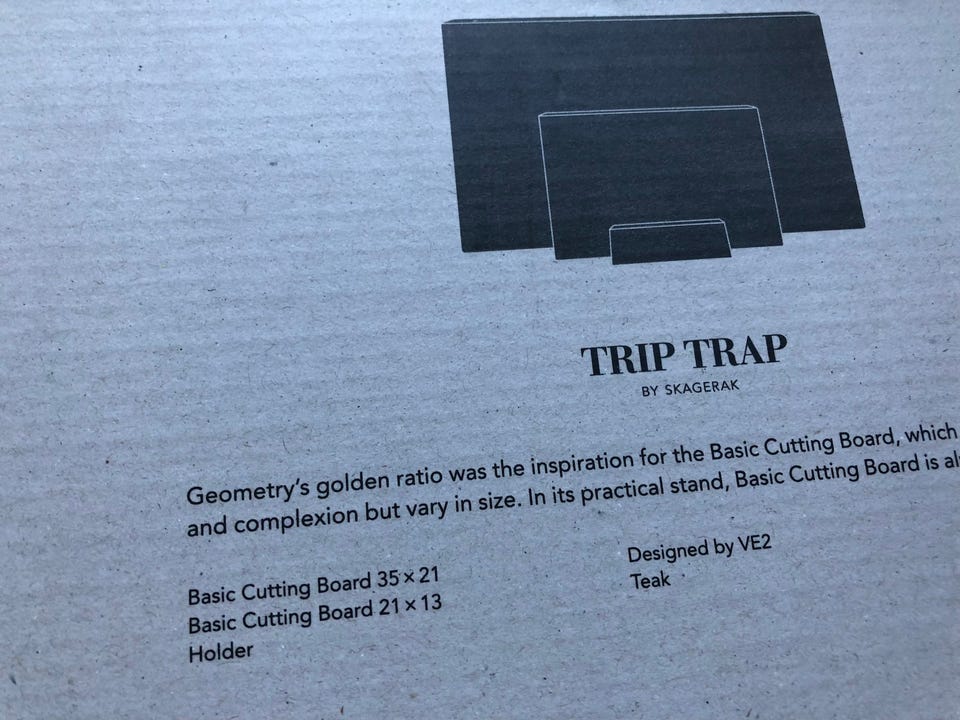 TRIP TRAP
BY SKAGERAK
Geometry's golden ratio was the inspiration for the Basic Cutting Board, which
and complexion but vary in size. In its practical stand, Basic Cutting Board is
Basic Cutting Board 35 × 21
Basic Cutting Board 21 × 13
Holder
Designed by VE2
Teak